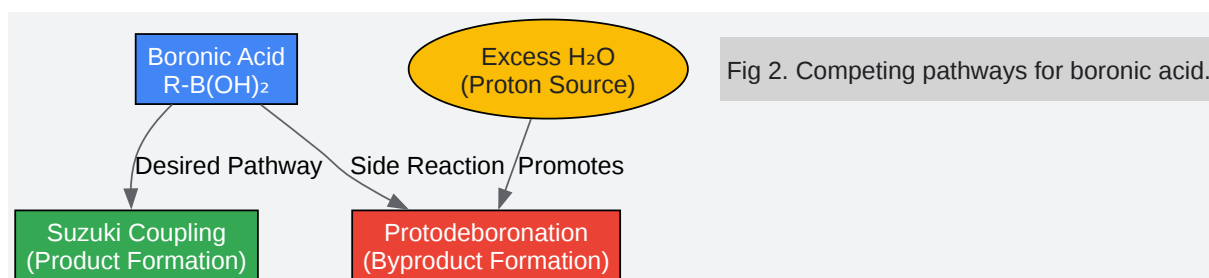 Boronic Acid
R-B(OH)₂
Excess H₂O
(Proton Source)
Fig 2. Competing pathways for boronic acid.
Desired Pathway
Side Reaction
Promotes
Suzuki Coupling
(Product Formation)
Protodeboronation
(Byproduct Formation)